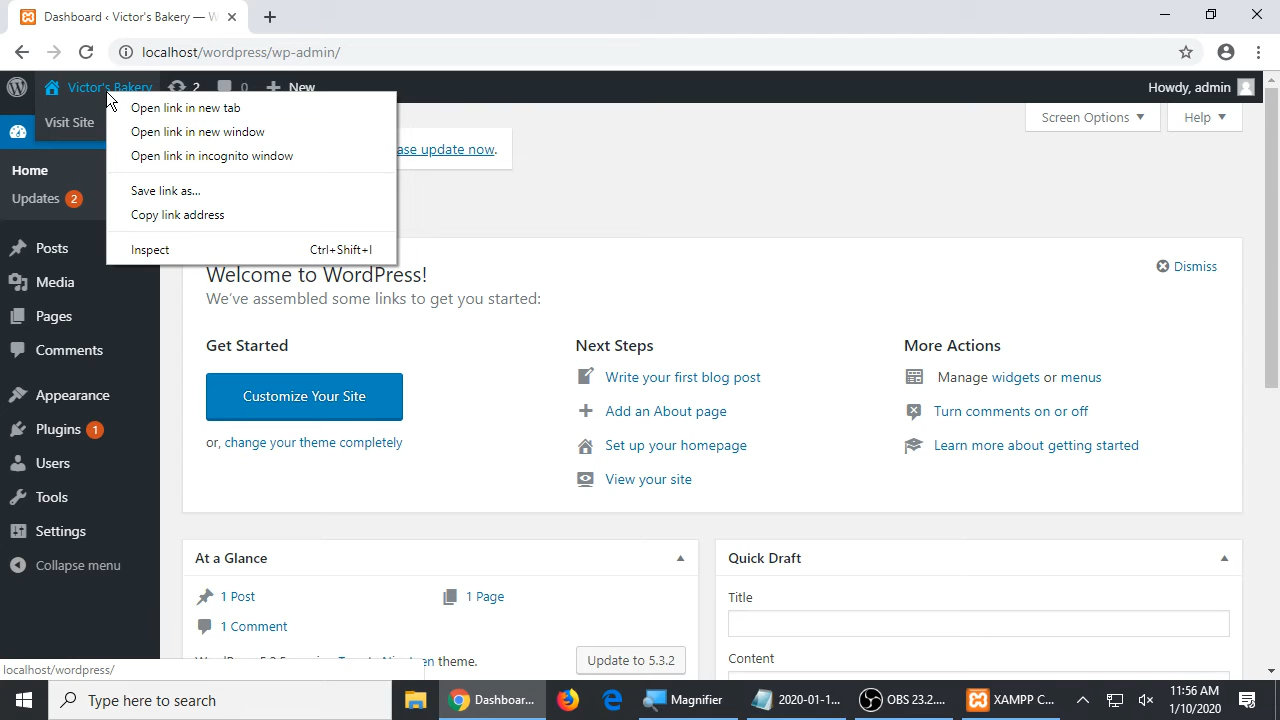 Dashboard ‹ Victor's Bakery — W
localhost/wordpress/wp-admin/
Victor's Bakery 2 0 New
Howdy, admin
Visit Site
Open link in new tab
Open link in new window
Open link in incognito window
Save link as...
Copy link address
Inspect Ctrl+Shift+I
Screen Options ▼
Help ▼
ase update now.
Home
Updates 2
Posts
Media
Pages
Comments
Appearance
Plugins 1
Users
Tools
Settings
Collapse menu
Welcome to WordPress!
We've assembled some links to get you started:
Dismiss
Get Started
Customize Your Site
or, change your theme completely
Next Steps
Write your first blog post
Add an About page
Set up your homepage
View your site
More Actions
Manage widgets or menus
Turn comments on or off
Learn more about getting started
At a Glance
1 Post
1 Page
1 Comment
theme.
Update to 5.3.2
Quick Draft
Title
Content
localhost/wordpress/
Type here to search
Dashboar...
Magnifier
2020-01-1...
OBS 23.2....
XAMPP C...
11:56 AM
1/10/2020